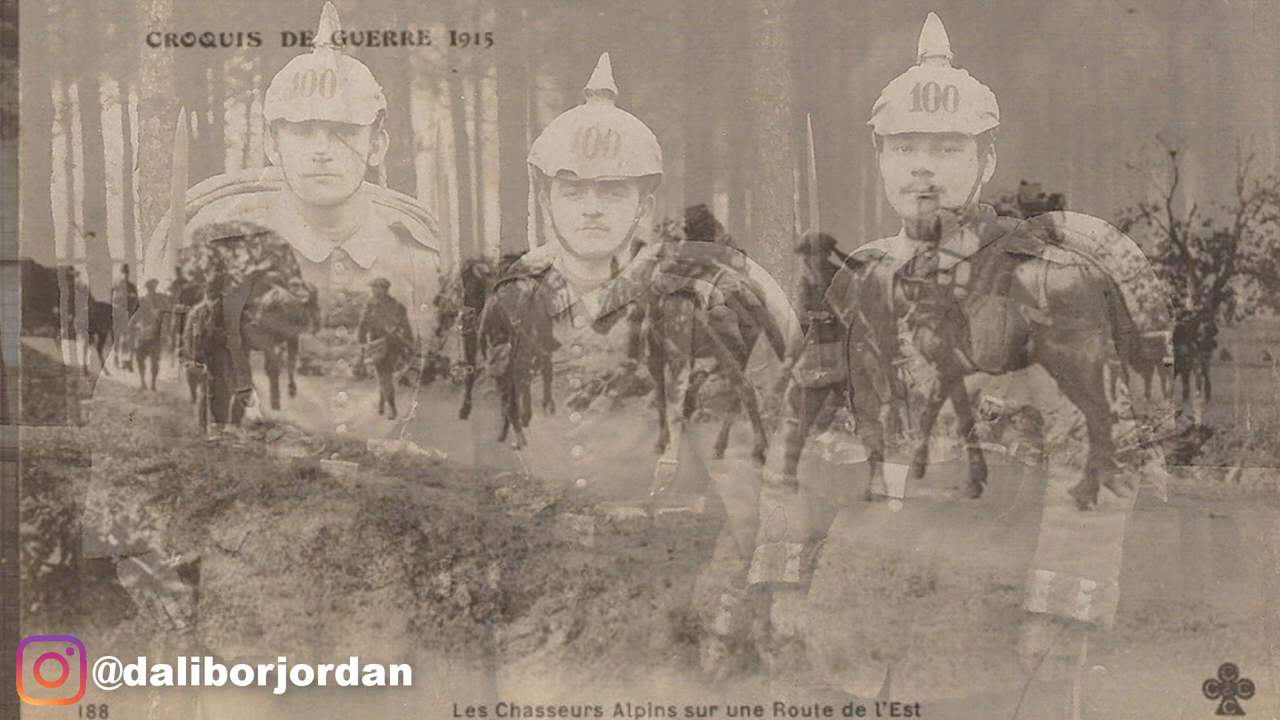 CROQUIS DE GUERRE 1915
100
100
100
@daliborjordan
188
Les Chasseurs Alpins sur une Route de l'Est